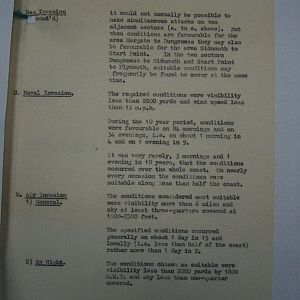 Sea Invasion
(cont'd)
it would not normally be possible to
make simultaneous attacks on two
adjacent sectors (a. to c. above). But
when conditions are favourable for the
area Margate to Dungeness they may also
be favourable for the area Sidmouth to
Start Point. In the two sectors
Dungeness to Sidmouth and Start Point
to Plymouth, suitable conditions may
frequently be found to occur at the same
time.
C. Naval Invasion.
The required conditions were visibility
less than 2000 yards and wind speed less
than 12 m.p.h.
During the 10 year period, conditions
were favourable on 84 mornings and on
34 evenings, i.e. on about 1 morning in
4 and on 1 evening in 9.
It was very rarely, 3 mornings and 1
evening in 10 years, that the conditions
occurred over the whole coast. On nearly
every occasion the conditions were
suitable along less than half the coast.
D. Air Invasion
1) General.
The conditions considered most suitable
were visibility more than 6 miles and
sky at least three-quarters covered at
1500-2500 feet.
The specified conditions occurred
generally on about 1 day in 15 and
locally (i.e. less than half of the coast)
rather more than 1 day in 2.
2) By Night.
The conditions chosen as suitable were
visibility less than 2000 yards by 1800
G.M.T. and sky less than one-quarter
covered.